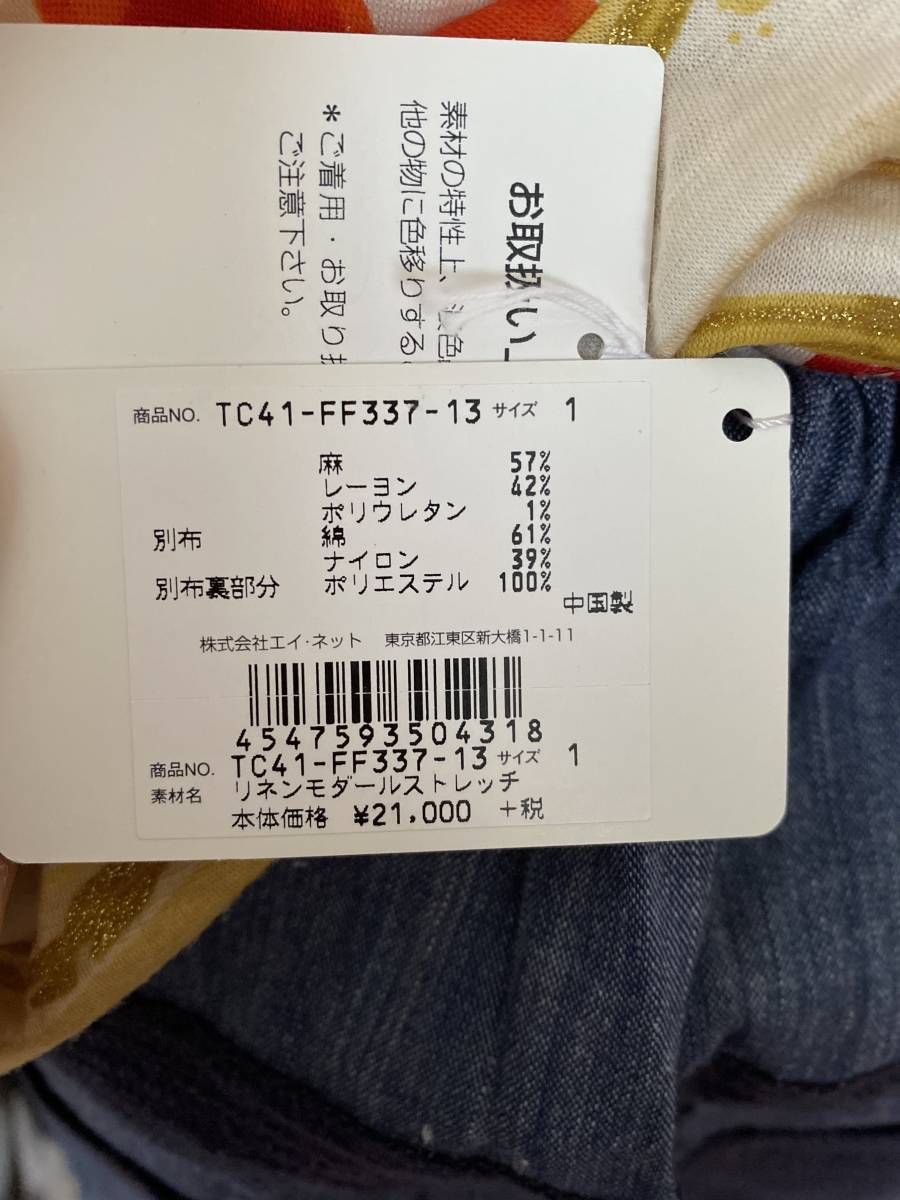 お取扱い上
素材の特性上、淡色
他の物に色移りする
＊ご着用・お取り扱
ご注意下さい。
商品NO. TC41-FF337-13 サイズ 1
麻 57%
レーヨン 42%
ポリウレタン 1%
別布 綿 61%
ナイロン 39%
別布裏部分 ポリエステル 100%
中国製
株式会社エイ・ネット 東京都江東区新大橋1-1-11
4547593504318
商品NO. TC41-FF337-13 サイズ 1
素材名 リネンモダールストレッチ
本体価格 ¥21,000 +税